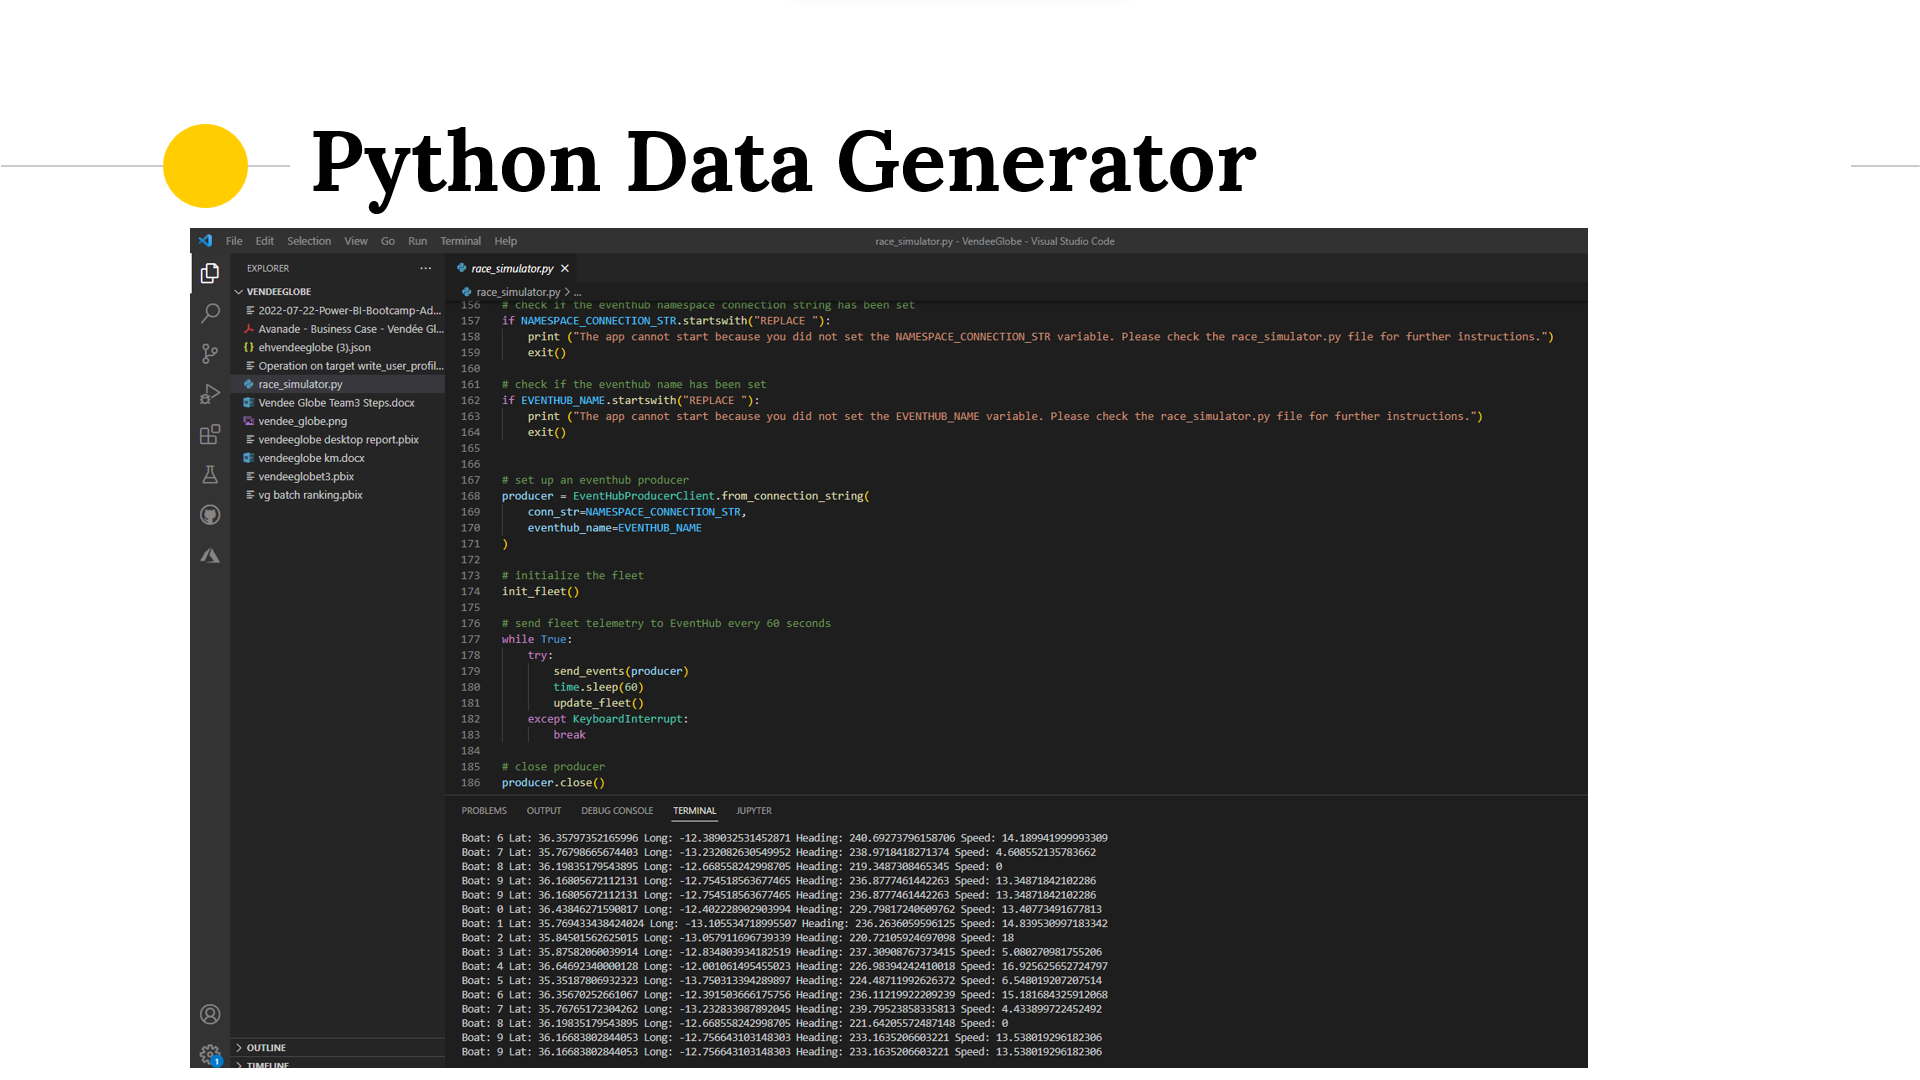 Python Data Generator
File Edit Selection View Go Run Terminal Help
race_simulator.py - VendeeGlobe - Visual Studio Code
EXPLORER
VENDEEGLOBE
2022-07-22-Power-BI-Bootcamp-Ad...
Avanade - Business Case - Vendée Gl...
ehvendeeglobe (3).json
Operation on target write_user_profil...
race_simulator.py
Vendee Globe Team3 Steps.docx
vendee_globe.png
vendeeglobe desktop report.pbix
vendeeglobe km.docx
vendeeglobet3.pbix
vg batch ranking.pbix
OUTLINE
TIMELINE
1
race_simulator.py
race_simulator.py > ...
156 # check if the eventhub namespace connection string has been set
157 if NAMESPACE_CONNECTION_STR.startswith("REPLACE "):
158 print ("The app cannot start because you did not set the NAMESPACE_CONNECTION_STR variable. Please check the race_simulator.py file for further instructions.")
159 exit()
160
161 # check if the eventhub name has been set
162 if EVENTHUB_NAME.startswith("REPLACE "):
163 print ("The app cannot start because you did not set the EVENTHUB_NAME variable. Please check the race_simulator.py file for further instructions.")
164 exit()
165
166
167 # set up an eventhub producer
168 producer = EventHubProducerClient.from_connection_string(
169 conn_str=NAMESPACE_CONNECTION_STR,
170 eventhub_name=EVENTHUB_NAME
171 )
172
173 # initialize the fleet
174 init_fleet()
175
176 # send fleet telemetry to EventHub every 60 seconds
177 while True:
178 try:
179 send_events(producer)
180 time.sleep(60)
181 update_fleet()
182 except KeyboardInterrupt:
183 break
184
185 # close producer
186 producer.close()
PROBLEMS OUTPUT DEBUG CONSOLE TERMINAL JUPYTER
Boat: 6 Lat: 36.35797352165996 Long: -12.389032531452871 Heading: 240.69273796158706 Speed: 14.189941999993309
Boat: 7 Lat: 35.76798665674403 Long: -13.232082630549952 Heading: 238.9718418271374 Speed: 4.608552135783662
Boat: 8 Lat: 36.19835179543895 Long: -12.668558242998705 Heading: 219.3487308465345 Speed: 0
Boat: 9 Lat: 36.16805672112131 Long: -12.754518563677465 Heading: 236.8777461442263 Speed: 13.34871842102286
Boat: 9 Lat: 36.16805672112131 Long: -12.754518563677465 Heading: 236.8777461442263 Speed: 13.34871842102286
Boat: 0 Lat: 36.43846271590817 Long: -12.402228902903994 Heading: 229.79817240609762 Speed: 13.40773491677813
Boat: 1 Lat: 35.769433438424024 Long: -13.105534718995507 Heading: 236.2636059596125 Speed: 14.839530997183342
Boat: 2 Lat: 35.84501562625015 Long: -13.057911696739339 Heading: 220.72105924697098 Speed: 18
Boat: 3 Lat: 35.87582060039914 Long: -12.834803934182519 Heading: 237.30908767373415 Speed: 5.080270981755206
Boat: 4 Lat: 36.64692340000128 Long: -12.001061495455023 Heading: 226.98394242410018 Speed: 16.925625652724797
Boat: 5 Lat: 35.35187806932323 Long: -13.750313394289897 Heading: 224.48711992626372 Speed: 6.548019207207514
Boat: 6 Lat: 36.35670252661067 Long: -12.391503666175756 Heading: 236.11219922209239 Speed: 15.181684325912068
Boat: 7 Lat: 35.76765172304262 Long: -13.232833987892045 Heading: 239.79523858335813 Speed: 4.433899722452492
Boat: 8 Lat: 36.19835179543895 Long: -12.668558242998705 Heading: 221.64205572487148 Speed: 0
Boat: 9 Lat: 36.16683802844053 Long: -12.756643103148303 Heading: 233.1635206603221 Speed: 13.538019296182306
Boat: 9 Lat: 36.16683802844053 Long: -12.756643103148303 Heading: 233.1635206603221 Speed: 13.538019296182306